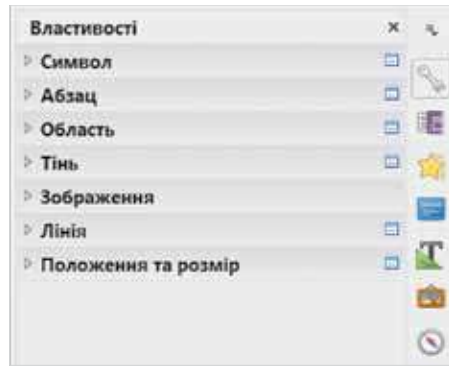 Властивості
Символ
Абзац
Область
Тінь
Зображення
Лінія
Положення та розмір